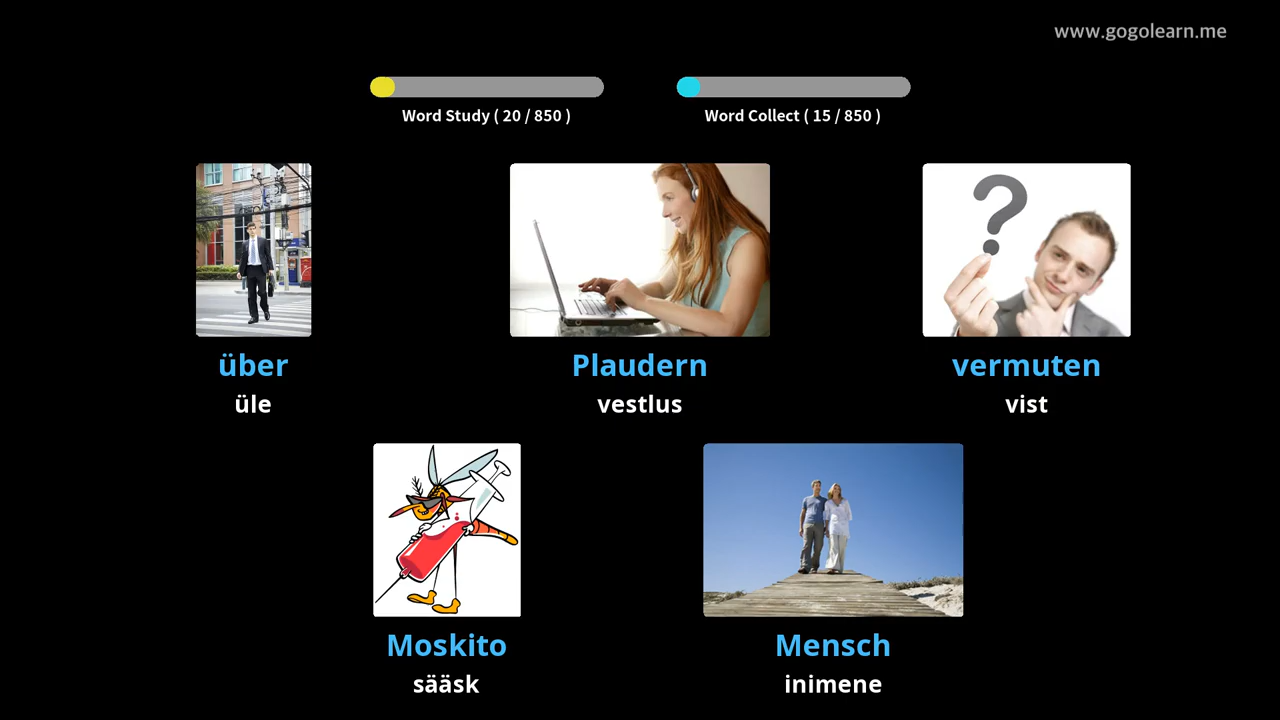 www.gogolearn.me
Word Study ( 20 / 850 )
Word Collect ( 15 / 850 )
über
üle
Plaudern
vestlus
vermuten
vist
Moskito
sääsk
Mensch
inimene